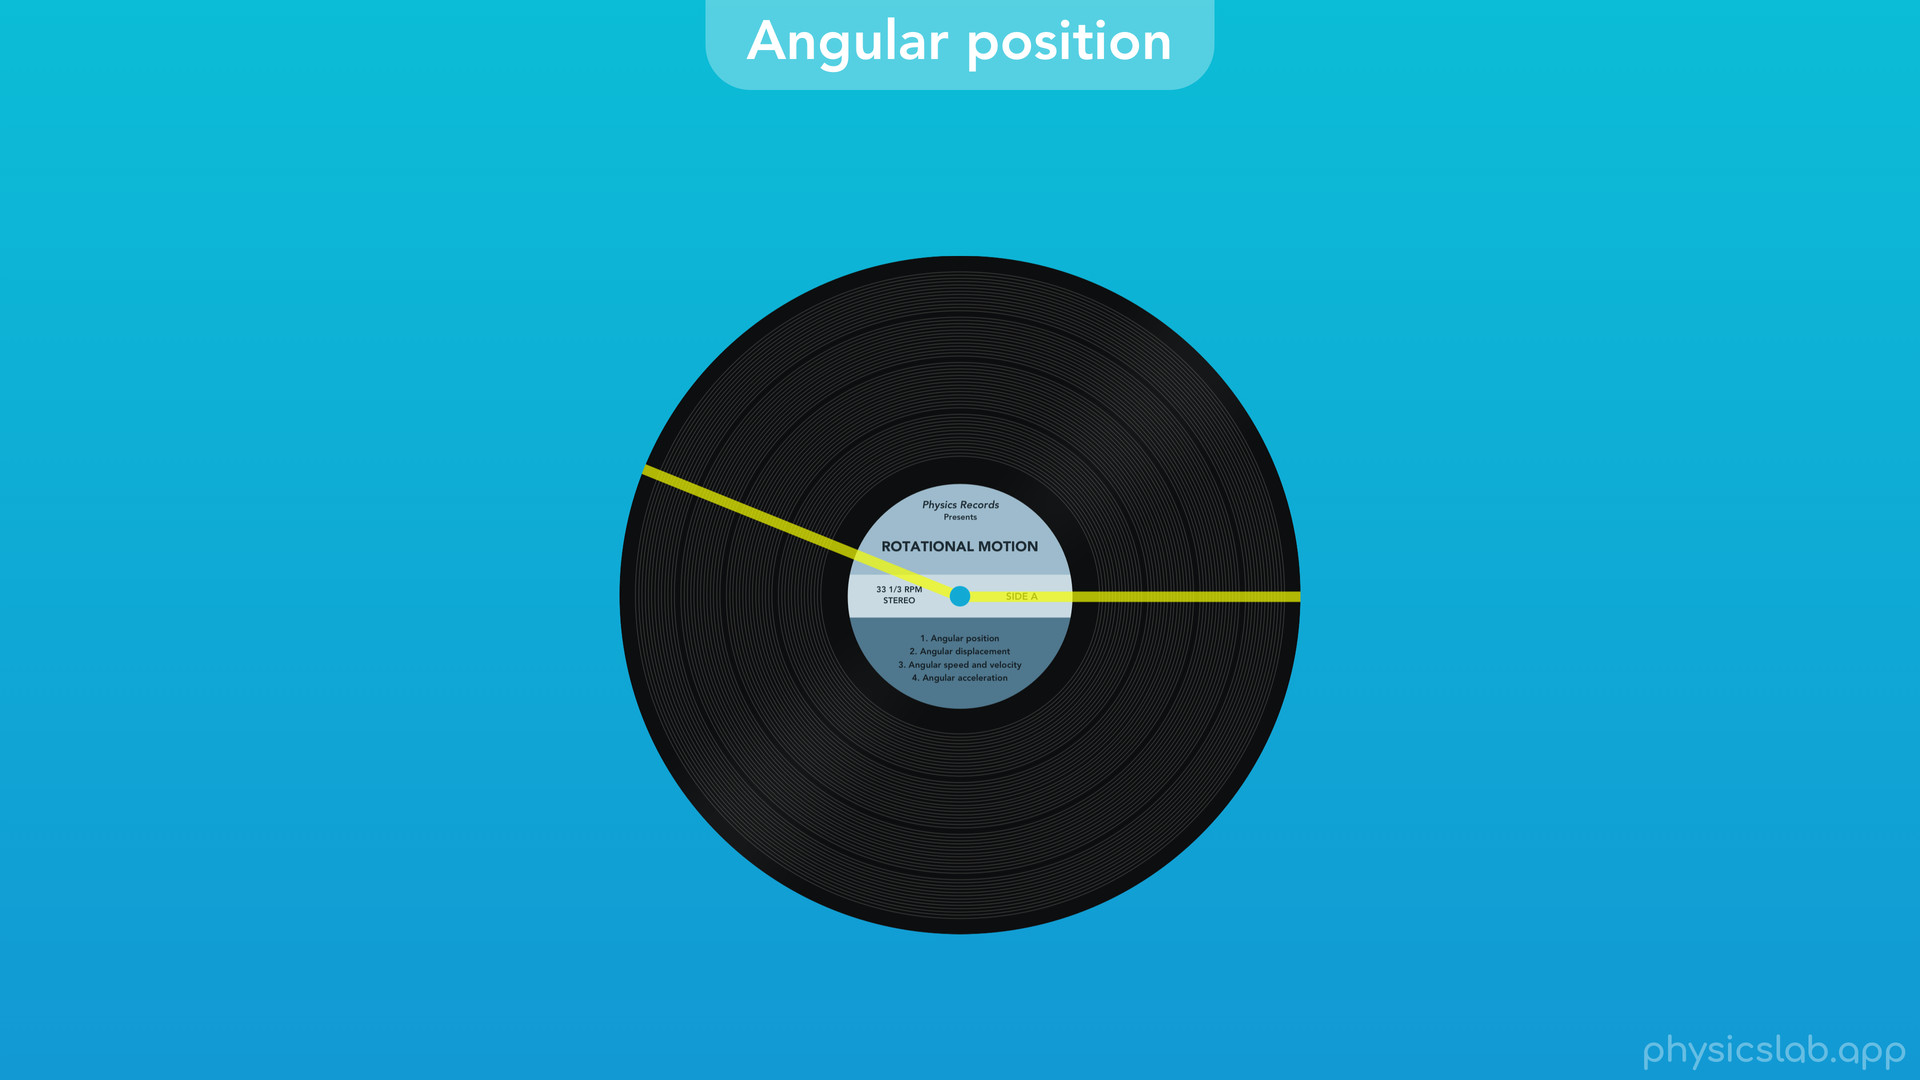 Angular position
Physics Records
Presents
ROTATIONAL MOTION
33 1/3 RPM
STEREO
SIDE A
1. Angular position
2. Angular displacement
3. Angular speed and velocity
4. Angular acceleration
physicslab.app